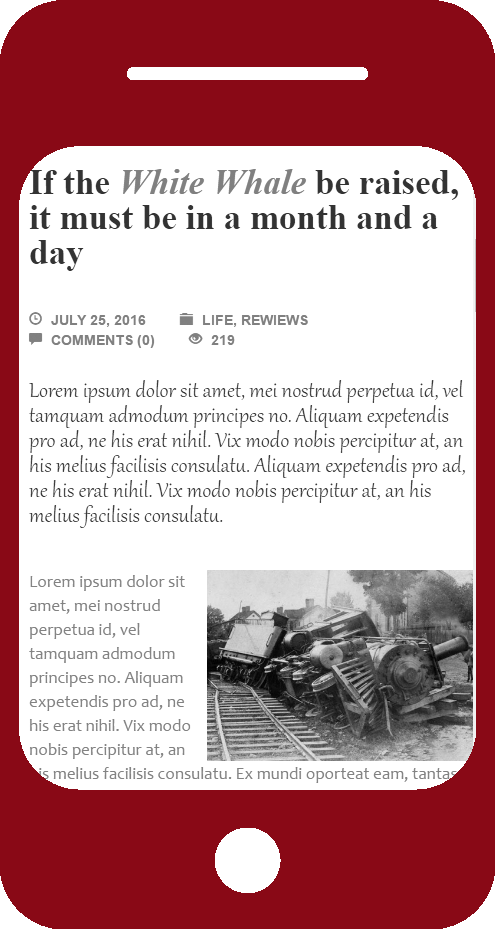 If the White Whale be raised,
it must be in a month and a
day
JULY 25, 2016 LIFE, REWIEWS
COMMENTS (0) 219
Lorem ipsum dolor sit amet, mei nostrud perpetua id, vel
tamquam admodum principes no. Aliquam expetendis
pro ad, ne his erat nihil. Vix modo nobis percipitur at, an
his melius facilisis consulatu. Aliquam expetendis pro ad,
ne his erat nihil. Vix modo nobis percipitur at, an his
melius facilisis consulatu.
Lorem ipsum dolor sit
amet, mei nostrud
perpetua id, vel
tamquam admodum
principes no. Aliquam
expetendis pro ad, ne
his erat nihil. Vix modo
nobis percipitur at, an
his melius facilisis consulatu. Ex mundi oporteat eam, tantas